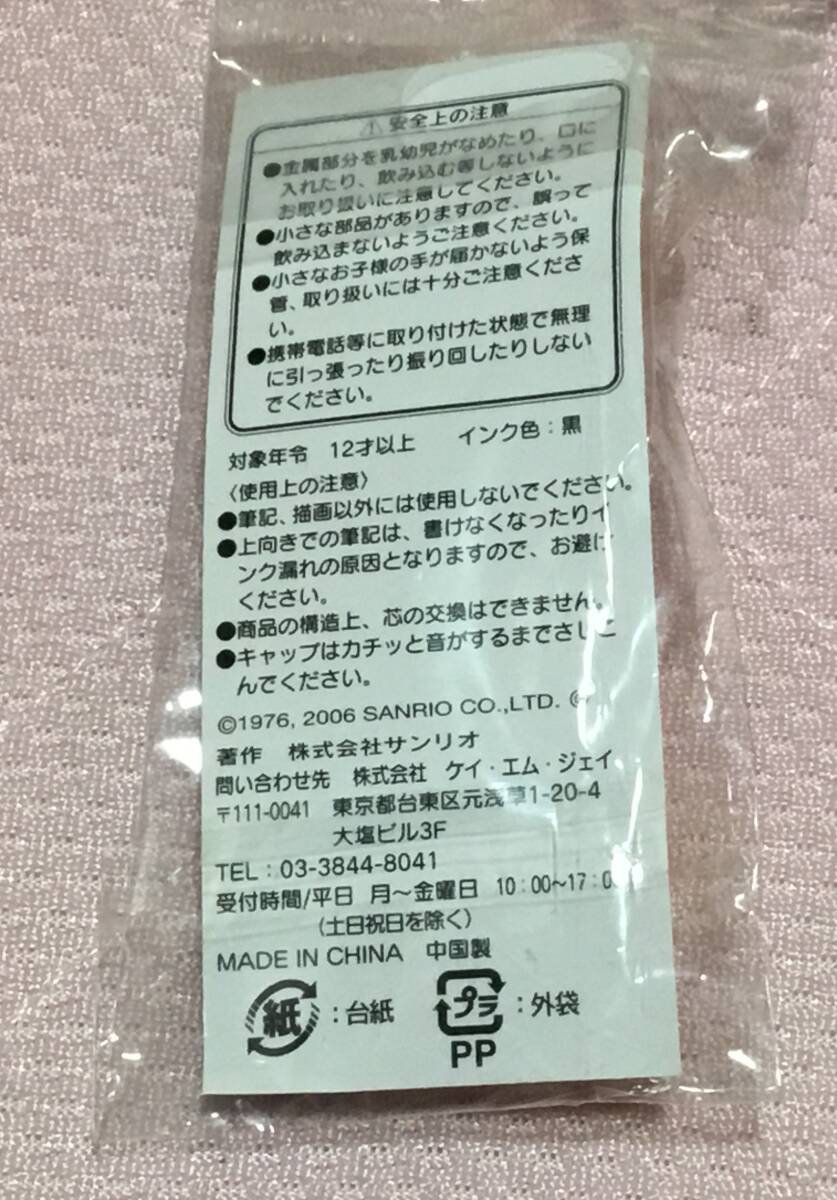 ⚠ 安全上の注意
●金属部分を乳幼児がなめたり、口に
入れたり、飲み込む等しないように
お取り扱いに注意してください。
●小さな部品がありますので、誤って
飲み込まないようご注意ください。
●小さなお子様の手が届かないよう保
管、取り扱いには十分ご注意くださ
い。
●携帯電話等に取り付けた状態で無理
に引っ張ったり振り回したりしない
でください。
対象年令 12才以上 インク色：黒
〈使用上の注意〉
●筆記、描画以外には使用しないでください。
●上向きでの筆記は、書けなくなったりイ
ンク漏れの原因となりますので、お避け
ください。
●商品の構造上、芯の交換はできません。
●キャップはカチッと音がするまでさしこ
んでください。
©1976, 2006 SANRIO CO.,LTD.
著作 株式会社サンリオ
問い合わせ先 株式会社 ケイ・エム・ジェイ
〒111-0041 東京都台東区元浅草1-20-4
大塩ビル3F
TEL：03-3844-8041
受付時間/平日 月～金曜日 10：00～17：0
(土日祝日を除く)
MADE IN CHINA 中国製
紙：台紙 プラ：外袋
PP